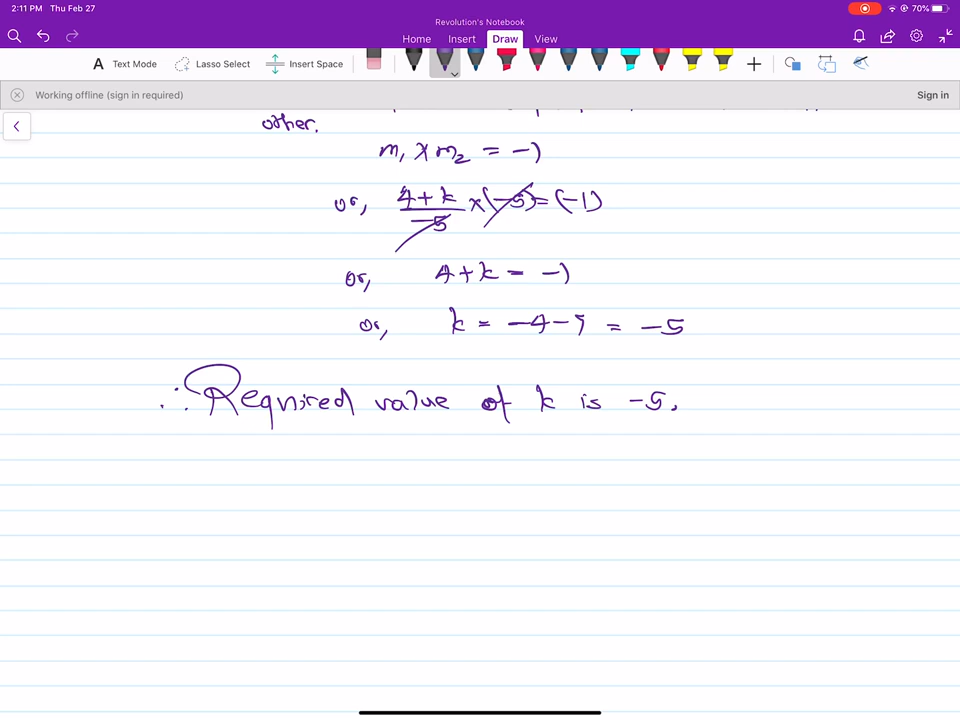 2:11 PM Thu Feb 27
70%
Revolution's Notebook
Home Insert Draw View
A Text Mode Lasso Select Insert Space
Working offline (sign in required) Sign in
other.
m₁ × m₂ = -1
or, 4+k/-5 × (-5) = (-1)
or, 4+k = -1
or, k = -4-1 = -5
∴ Required value of k is -5.